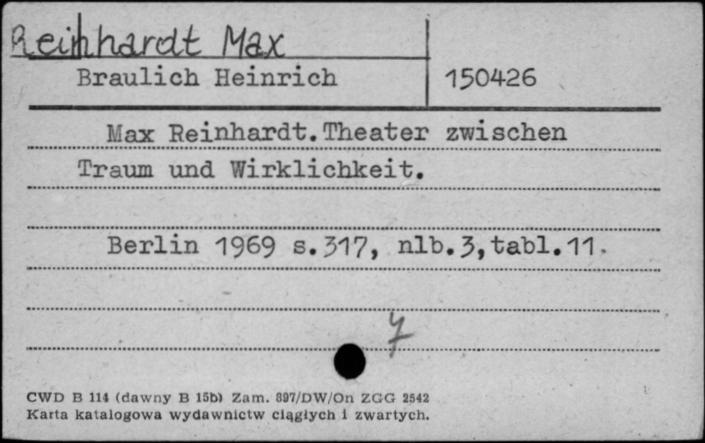 Reinhardt Max
Braulich Heinrich 150426
Max Reinhardt. Theater zwischen
Traum und Wirklichkeit.
Berlin 1969 s.317, nlb.3,tabl.11.
7
CWD B 114 (dawny B 15b) Zam. 897/DW/On ZGG 2542
Karta katalogowa wydawnictw ciągłych i zwartych.